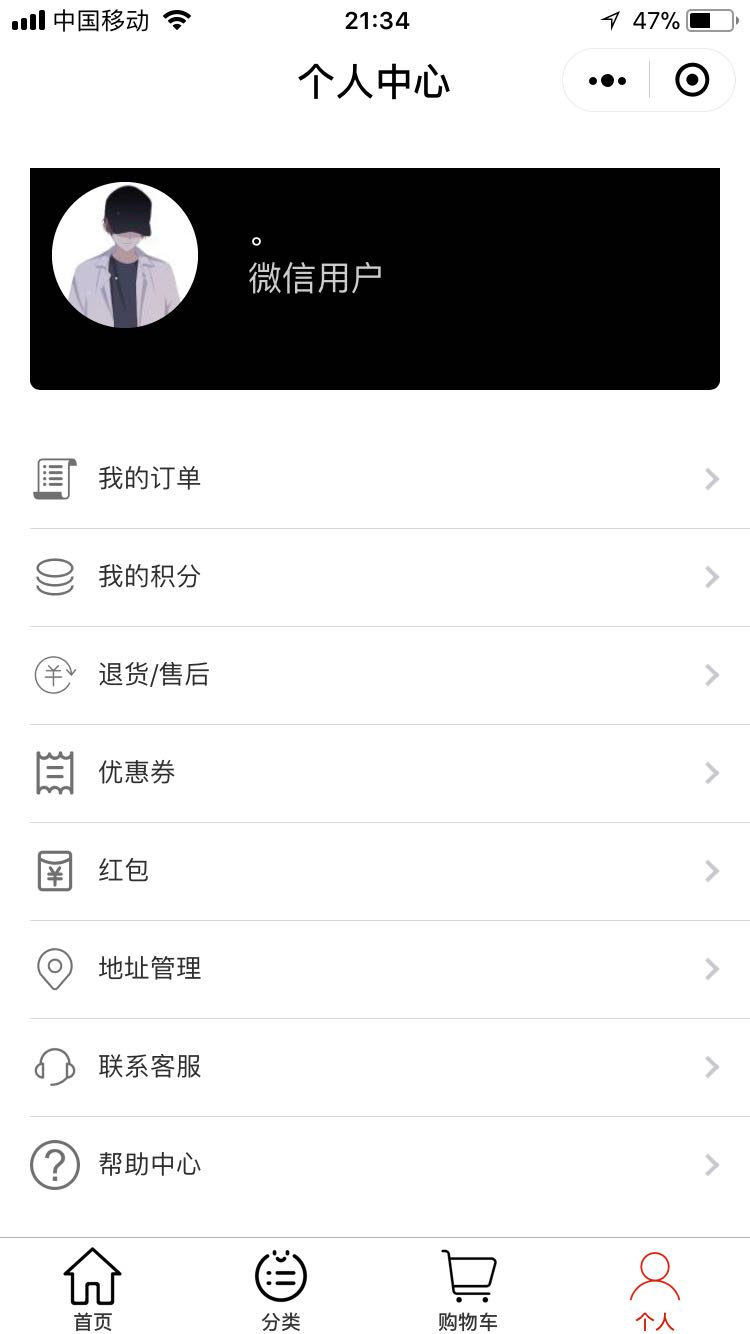 中国移动 21:34 47%
个人中心
。
微信用户
我的订单
我的积分
退货/售后
优惠券
红包
地址管理
联系客服
帮助中心
首页 分类 购物车 个人